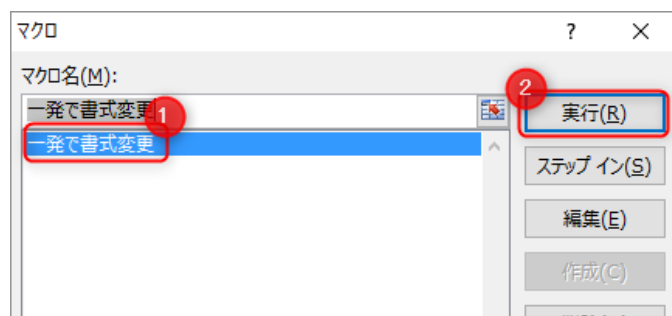 マクロ
? ×
マクロ名(M):
一発で書式変更
1
2
実行(R)
一発で書式変更
ステップ イン(S)
編集(E)
作成(C)